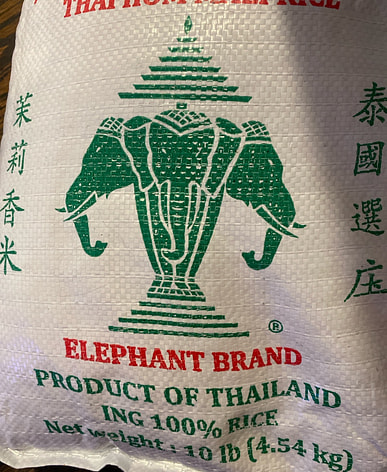 THAI HOM MALI RICE
茉莉香米
泰國選庄
®
ELEPHANT BRAND
PRODUCT OF THAILAND
ING 100% RICE
Net weight : 10 lb (4.54 kg)